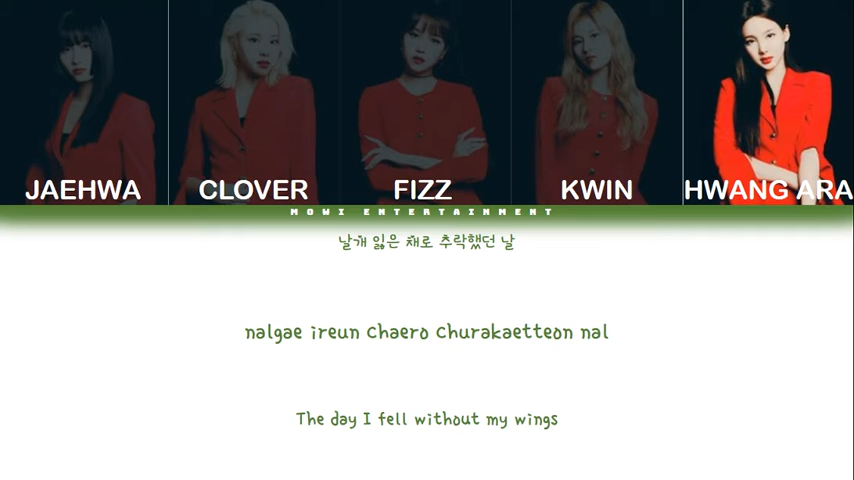 JAEHWA
CLOVER
FIZZ
KWIN
HWANG ARA
MOWI ENTERTAINMENT
날개 잃은 채로 추락했던 날
nalgae ireun chaero churakaetteon nal
The day I fell without my wings